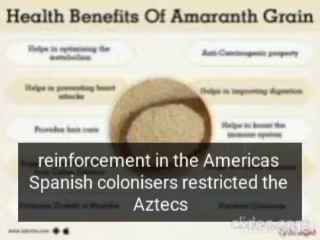 Health Benefits Of Amaranth Grain
Helps in optimising the
metabolism
Anti-Carcinogenic property
Helps in preventing heart
attacks
Helps in improving digestion
Provides hair care
Helps to boost the
immune system
reinforcement in the Americas
Spanish colonisers restricted the
Aztecs